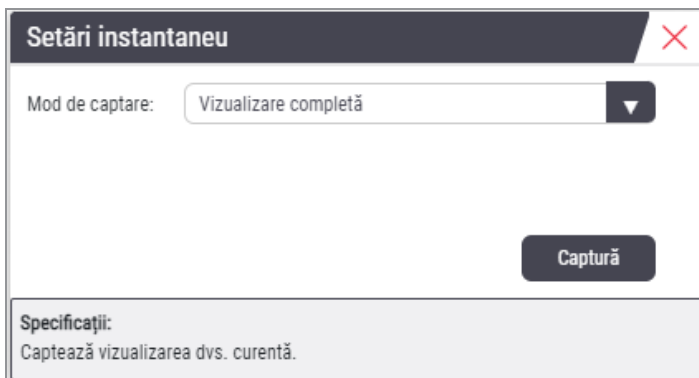 Setări instantaneu
Mod de captare: Vizualizare completă
Captură
Specificații:
Captează vizualizarea dvs. curentă.